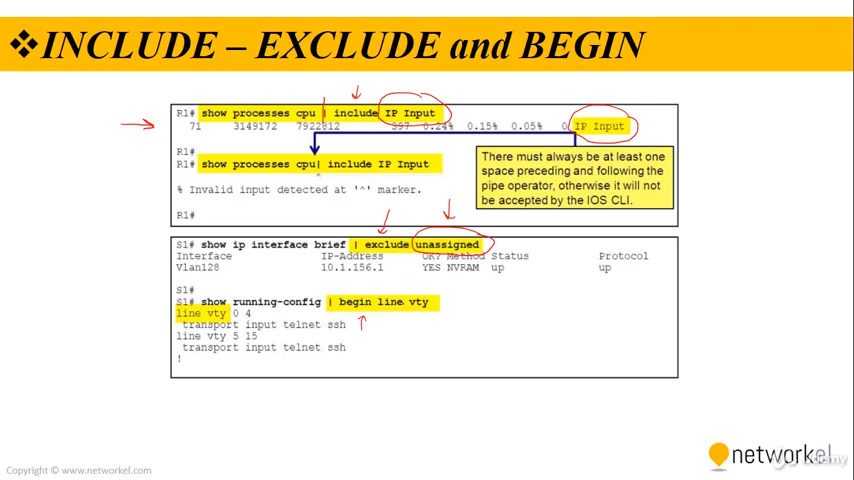 ❖INCLUDE – EXCLUDE and BEGIN
R1# show processes cpu | include IP Input
71 3149172 7922812 397 0.24% 0.15% 0.05% 0 IP Input
R1#
R1# show processes cpu| include IP Input
^
% Invalid input detected at '^' marker.
R1#
There must always be at least one
space preceding and following the
pipe operator, otherwise it will not
be accepted by the IOS CLI.
S1# show ip interface brief | exclude unassigned
Interface IP-Address OK? Method Status Protocol
Vlan128 10.1.156.1 YES NVRAM up up
S1#
S1# show running-config | begin line vty
line vty 0 4
transport input telnet ssh
line vty 5 15
transport input telnet ssh
!
networkel
Udemy
Copyright © www.networkel.com